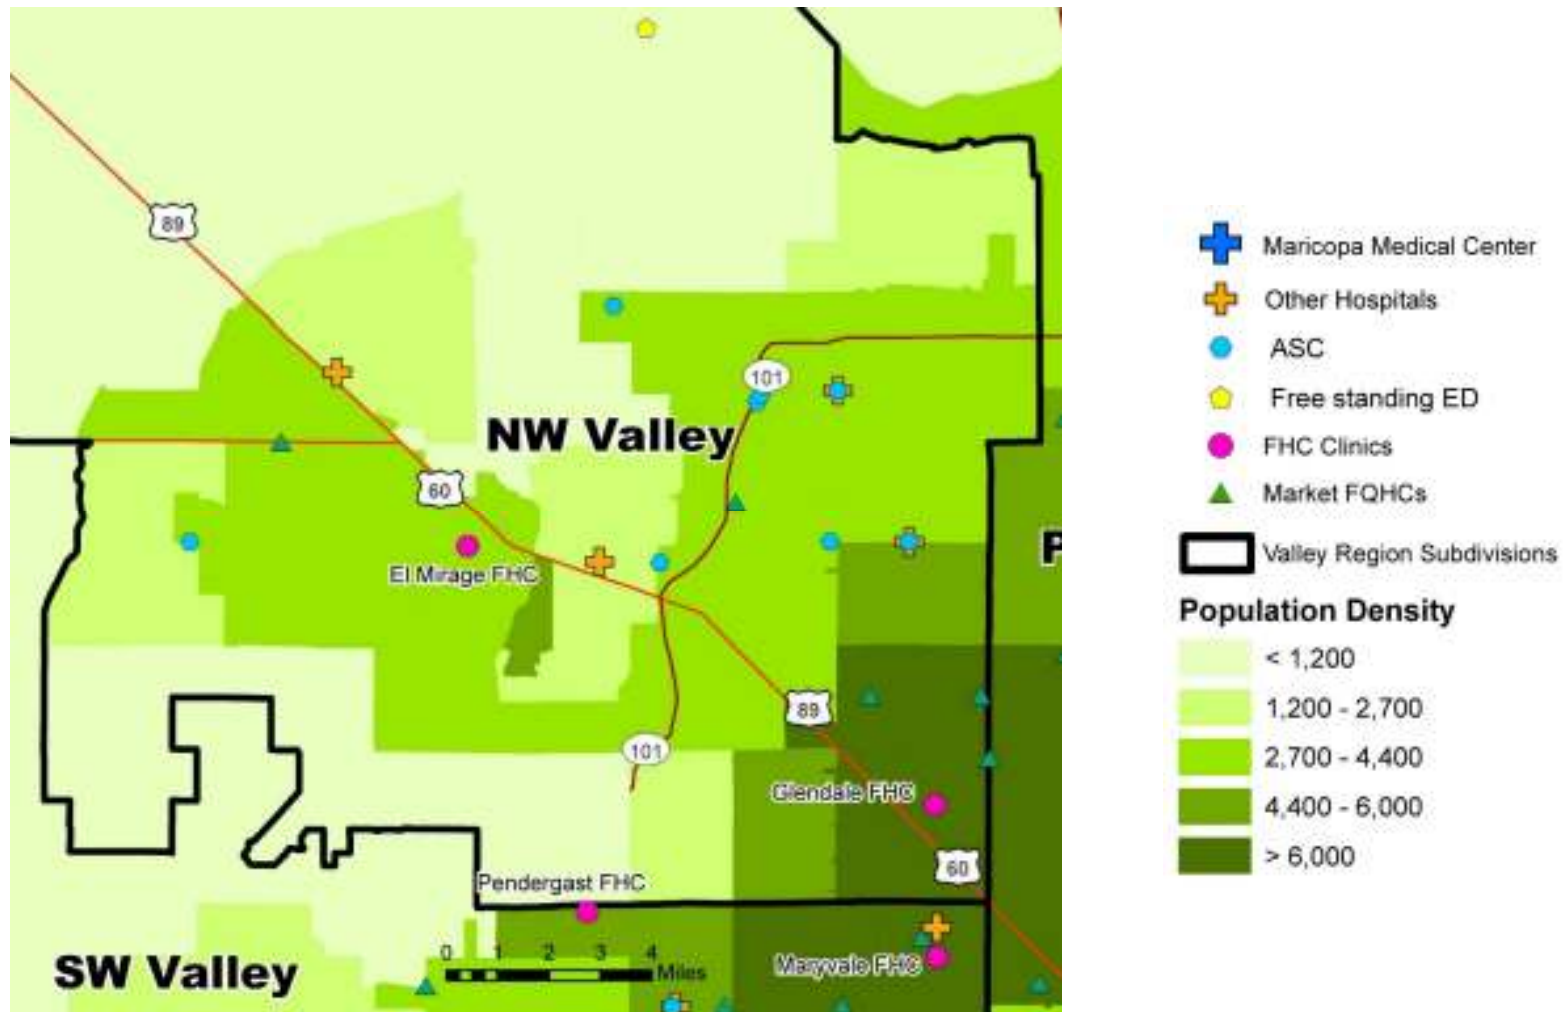 89
101
NW Valley
60
P
El Mirage FHC
89
101
Glendale FHC
60
Pendergast FHC
0 1 2 3 4
Miles
SW Valley
Maryvale FHC
Maricopa Medical Center
Other Hospitals
ASC
Free standing ED
FHC Clinics
Market FQHCs
Valley Region Subdivisions
Population Density
< 1,200
1,200 - 2,700
2,700 - 4,400
4,400 - 6,000
> 6,000